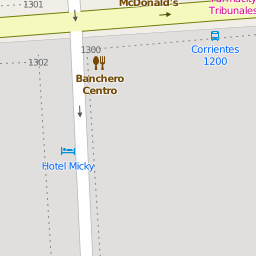 1301
McDonald's
Tribunales
1300
Corrientes
1200
1302
Banchero
Centro
Hotel Micky